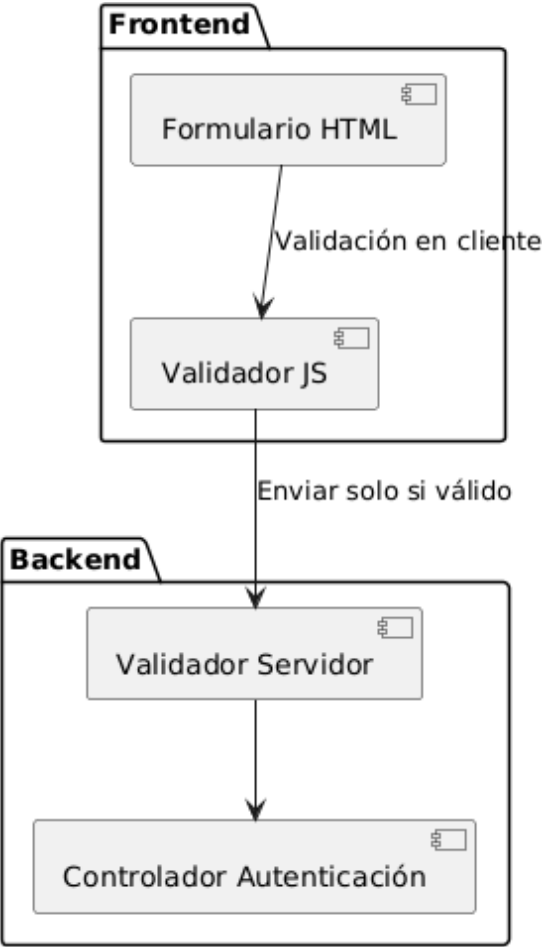 Frontend
Formulario HTML
Validación en cliente
Validador JS
Enviar solo si válido
Backend
Validador Servidor
Controlador Autenticación